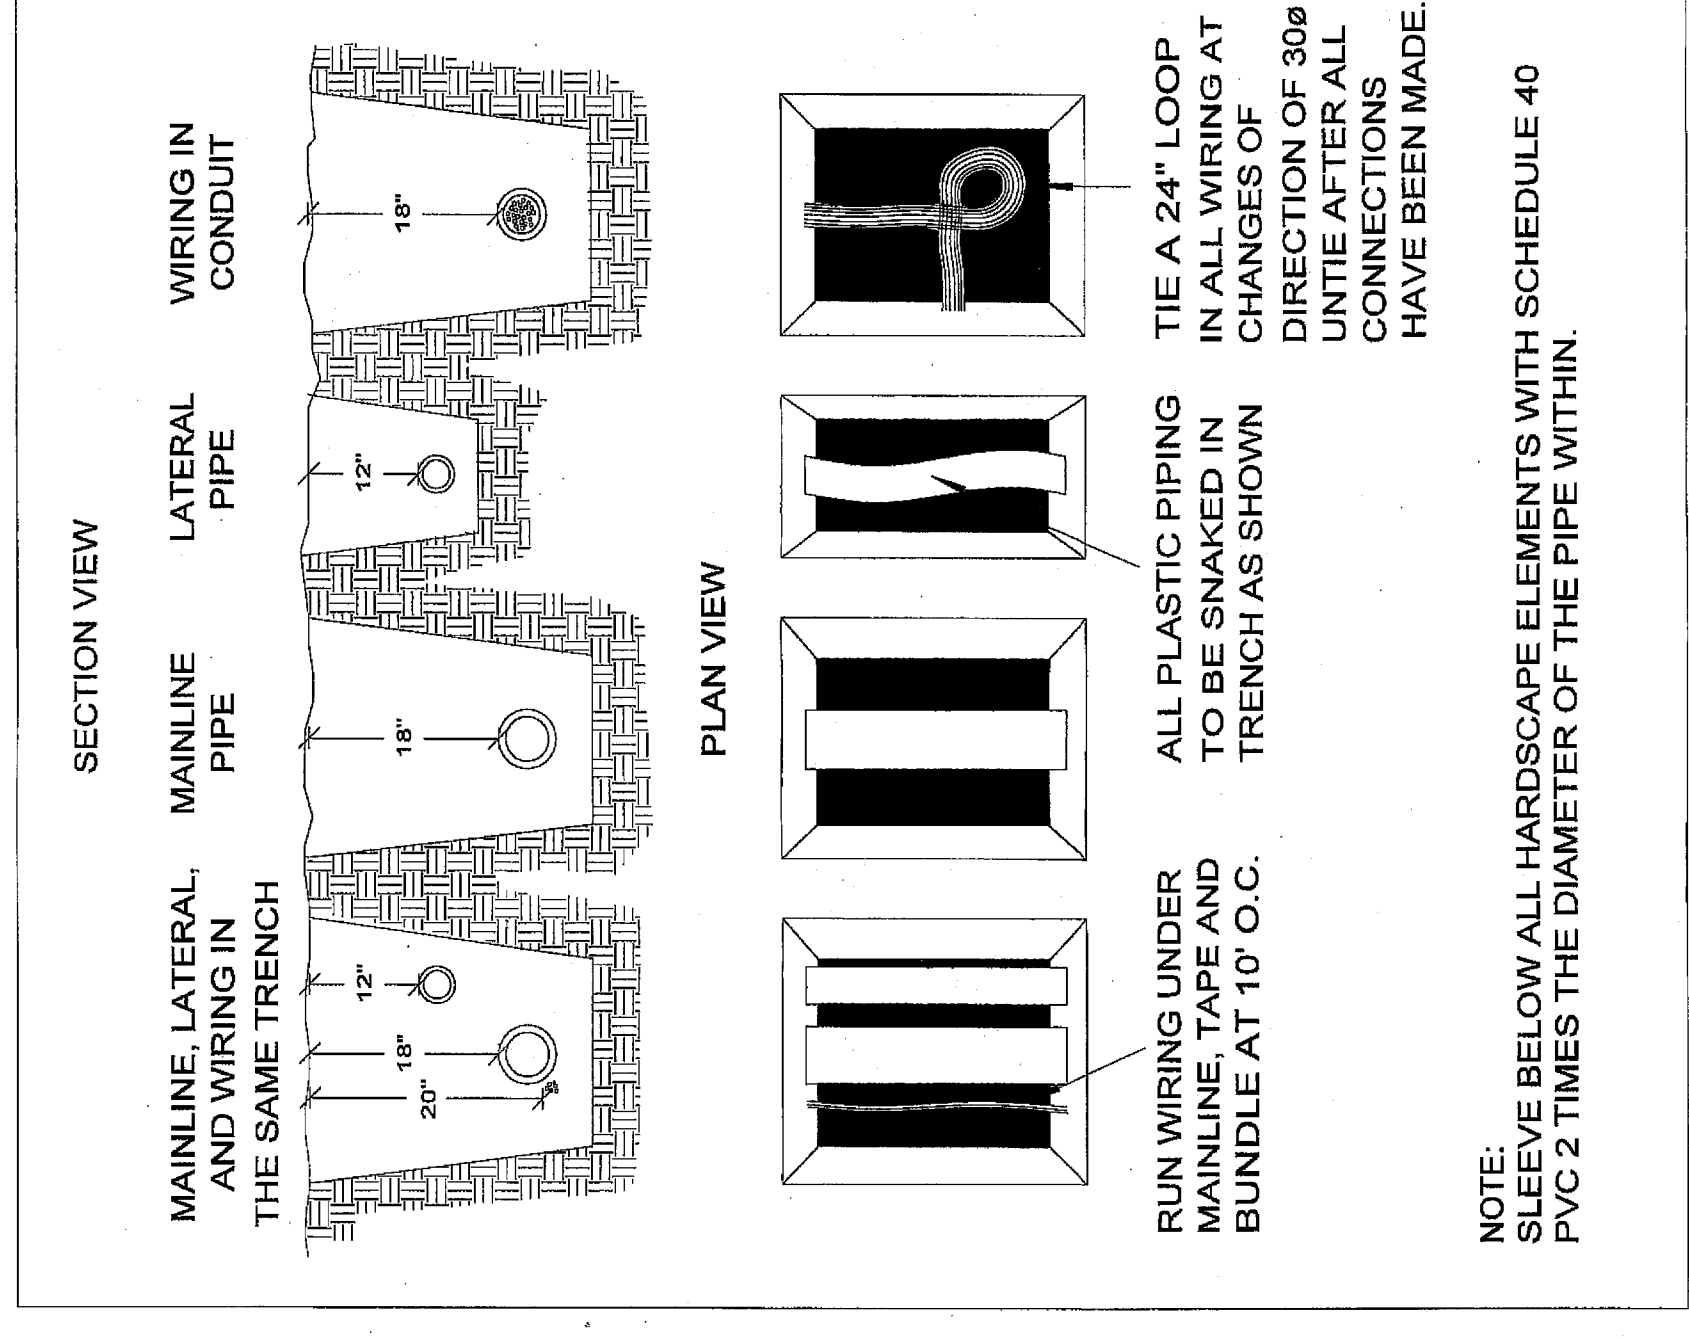 SECTION VIEW
MAINLINE, LATERAL,
AND WIRING IN
THE SAME TRENCH
MAINLINE
PIPE
LATERAL
PIPE
WIRING IN
CONDUIT
20"
18"
12"
18"
12"
18"
PLAN VIEW
RUN WIRING UNDER
MAINLINE, TAPE AND
BUNDLE AT 10' O.C.
ALL PLASTIC PIPING
TO BE SNAKED IN
TRENCH AS SHOWN
TIE A 24" LOOP
IN ALL WIRING AT
CHANGES OF
DIRECTION OF 30ø
UNTIE AFTER ALL
CONNECTIONS
HAVE BEEN MADE.
NOTE:
SLEEVE BELOW ALL HARDSCAPE ELEMENTS WITH SCHEDULE 40
PVC 2 TIMES THE DIAMETER OF THE PIPE WITHIN.